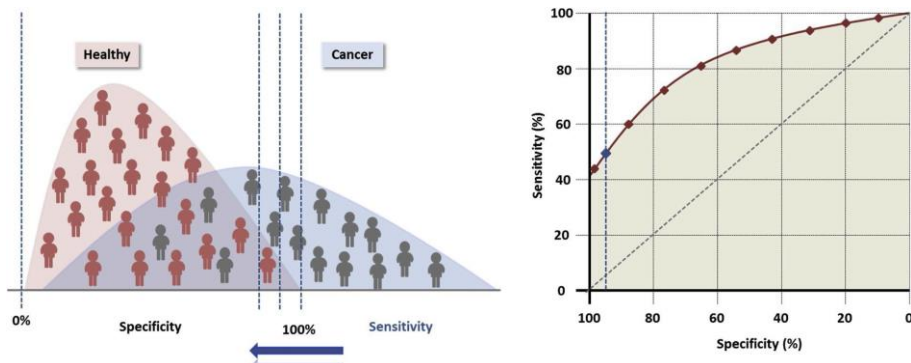 Healthy
Cancer
0%
Specificity
100%
Sensitivity
Sensitivity (%)
100
80
60
40
20
0
100
80
60
40
20
0
Specificity (%)